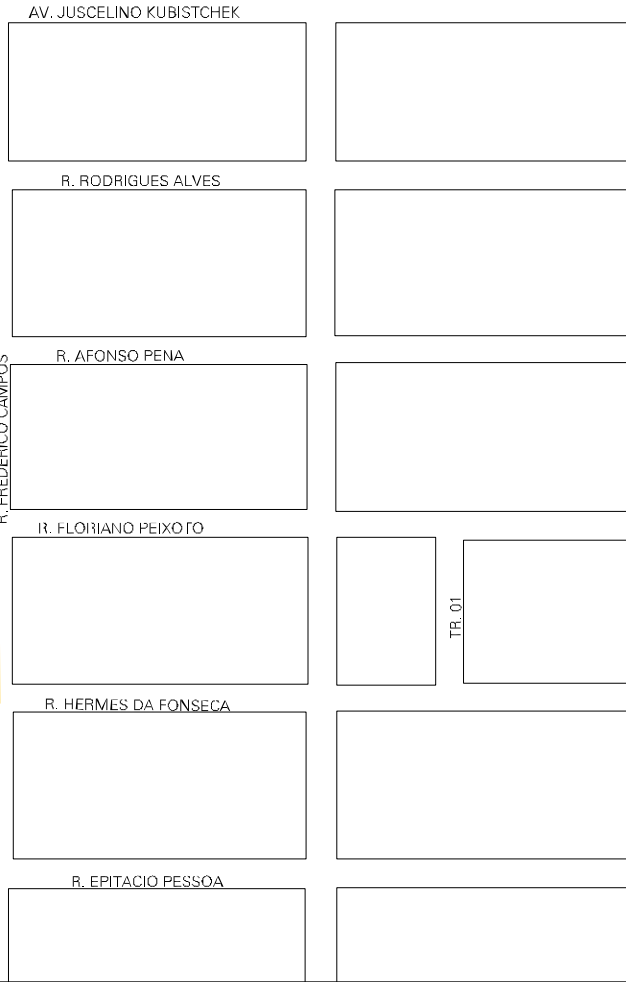 AV. JUSCELINO KUBISTCHEK
R. RODRIGUES ALVES
R. AFONSO PENA
R. FREDERICO CAMPOS
R. FLORIANO PEIXOTO
TR. 01
R. HERMES DA FONSECA
R. EPITACIO PESSOA